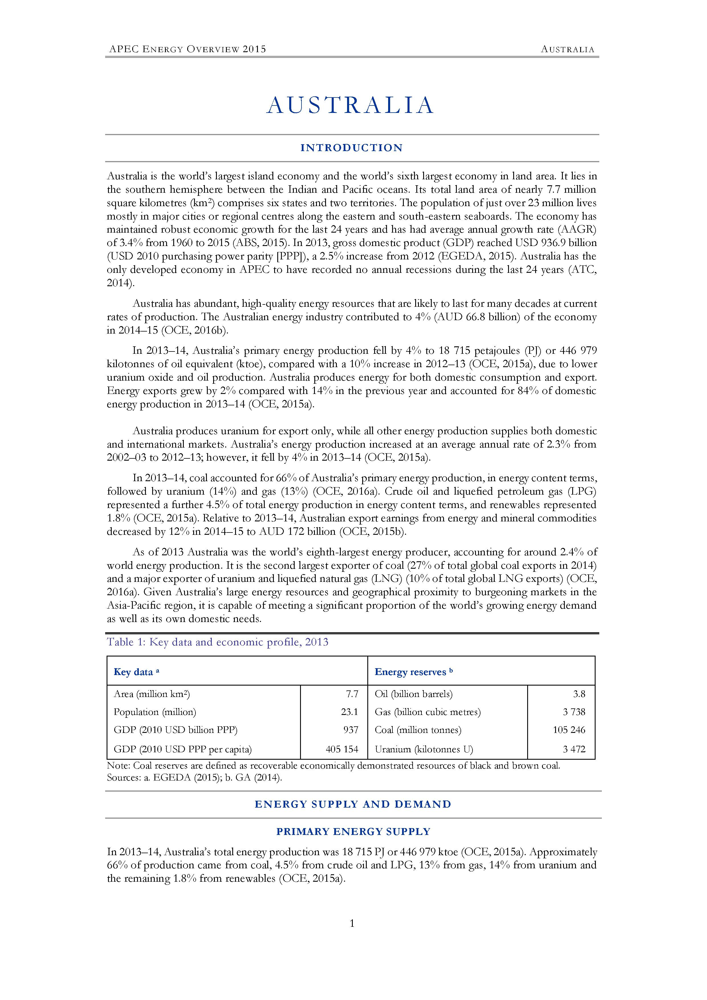 APEC ENERGY OVERVIEW 2015 AUSTRALIA
AUSTRALIA
INTRODUCTION
Australia is the world's largest island economy and the world's sixth largest economy in land area. It lies in
the southern hemisphere between the Indian and Pacific oceans. Its total land area of nearly 7.7 million
square kilometres (km²) comprises six states and two territories. The population of just over 23 million lives
mostly in major cities or regional centres along the eastern and south-eastern seaboards. The economy has
maintained robust economic growth for the last 24 years and has had average annual growth rate (AAGR)
of 3.4% from 1960 to 2015 (ABS, 2015). In 2013, gross domestic product (GDP) reached USD 936.9 billion
(USD 2010 purchasing power parity [PPP]), a 2.5% increase from 2012 (EGEDA, 2015). Australia has the
only developed economy in APEC to have recorded no annual recessions during the last 24 years (ATC,
2014).
Australia has abundant, high-quality energy resources that are likely to last for many decades at current
rates of production. The Australian energy industry contributed to 4% (AUD 66.8 billion) of the economy
in 2014–15 (OCE, 2016b).
In 2013–14, Australia's primary energy production fell by 4% to 18 715 petajoules (PJ) or 446 979
kilotonnes of oil equivalent (ktoe), compared with a 10% increase in 2012–13 (OCE, 2015a), due to lower
uranium oxide and oil production. Australia produces energy for both domestic consumption and export.
Energy exports grew by 2% compared with 14% in the previous year and accounted for 84% of domestic
energy production in 2013–14 (OCE, 2015a).
Australia produces uranium for export only, while all other energy production supplies both domestic
and international markets. Australia's energy production increased at an average annual rate of 2.3% from
2002–03 to 2012–13; however, it fell by 4% in 2013–14 (OCE, 2015a).
In 2013–14, coal accounted for 66% of Australia's primary energy production, in energy content terms,
followed by uranium (14%) and gas (13%) (OCE, 2016a). Crude oil and liquefied petroleum gas (LPG)
represented a further 4.5% of total energy production in energy content terms, and renewables represented
1.8% (OCE, 2015a). Relative to 2013–14, Australian export earnings from energy and mineral commodities
decreased by 12% in 2014–15 to AUD 172 billion (OCE, 2015b).
As of 2013 Australia was the world's eighth-largest energy producer, accounting for around 2.4% of
world energy production. It is the second largest exporter of coal (27% of total global coal exports in 2014)
and a major exporter of uranium and liquefied natural gas (LNG) (10% of total global LNG exports) (OCE,
2016a). Given Australia's large energy resources and geographical proximity to burgeoning markets in the
Asia-Pacific region, it is capable of meeting a significant proportion of the world's growing energy demand
as well as its own domestic needs.
Table 1: Key data and economic profile, 2013
Key data ᵃ Energy reserves ᵇ
Area (million km²) 7.7 Oil (billion barrels) 3.8
Population (million) 23.1 Gas (billion cubic metres) 3 738
GDP (2010 USD billion PPP) 937 Coal (million tonnes) 105 246
GDP (2010 USD PPP per capita) 405 154 Uranium (kilotonnes U) 3 472
Note: Coal reserves are defined as recoverable economically demonstrated resources of black and brown coal.
Sources: a. EGEDA (2015); b. GA (2014).
ENERGY SUPPLY AND DEMAND
PRIMARY ENERGY SUPPLY
In 2013–14, Australia's total energy production was 18 715 PJ or 446 979 ktoe (OCE, 2015a). Approximately
66% of production came from coal, 4.5% from crude oil and LPG, 13% from gas, 14% from uranium and
the remaining 1.8% from renewables (OCE, 2015a).
1